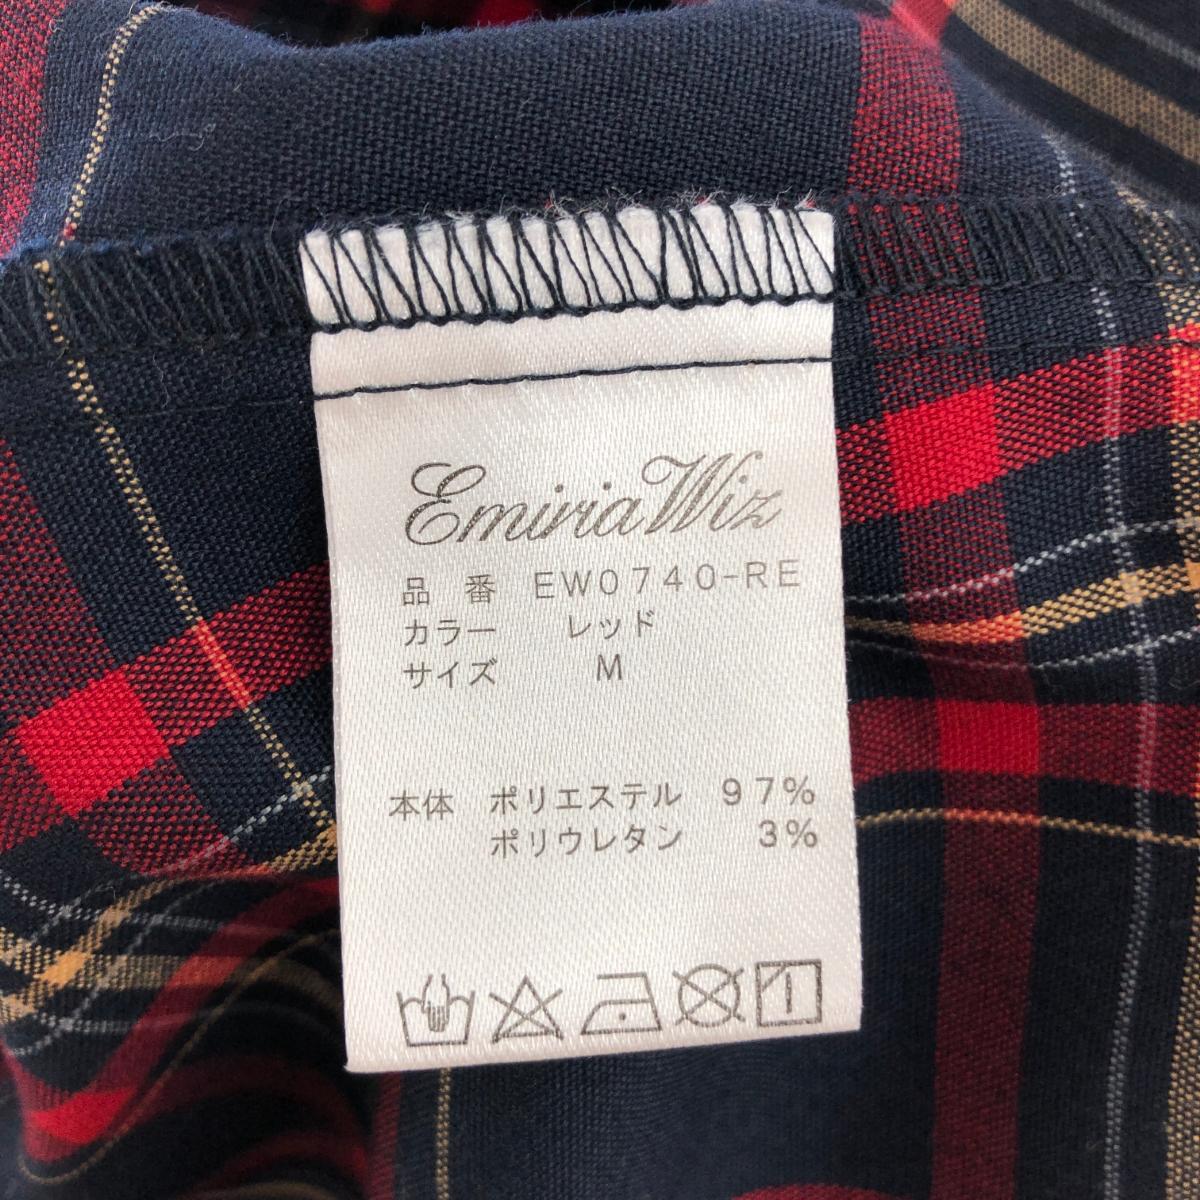 EmiriaWiz
品 番 EW0740-RE
カラー レッド
サイズ M
本体 ポリエステル 97%
ポリウレタン 3%